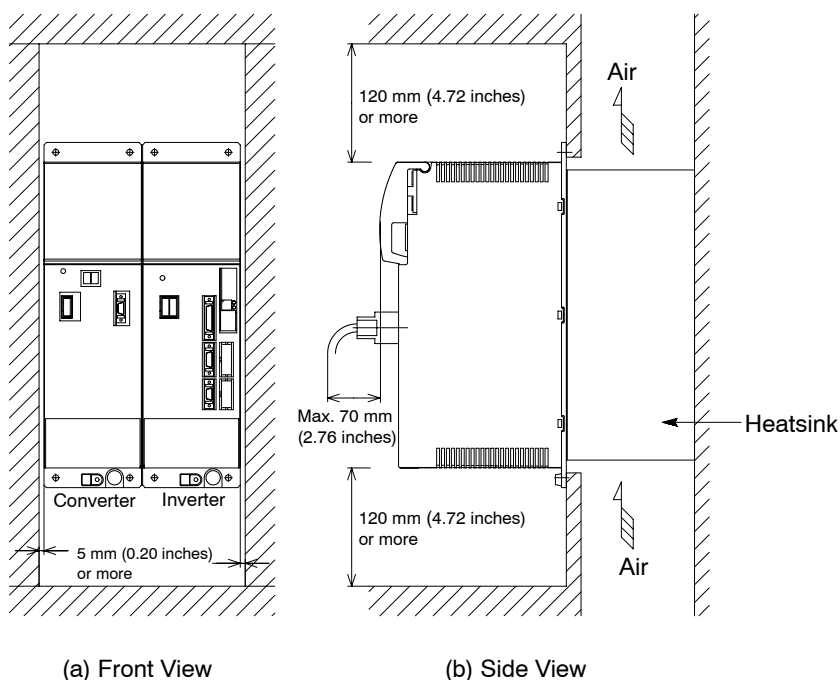 Air
120 mm (4.72 inches)
or more
Max. 70 mm
(2.76 inches)
Heatsink
Converter
Inverter
120 mm (4.72 inches)
or more
5 mm (0.20 inches)
or more
Air
(a) Front View
(b) Side View